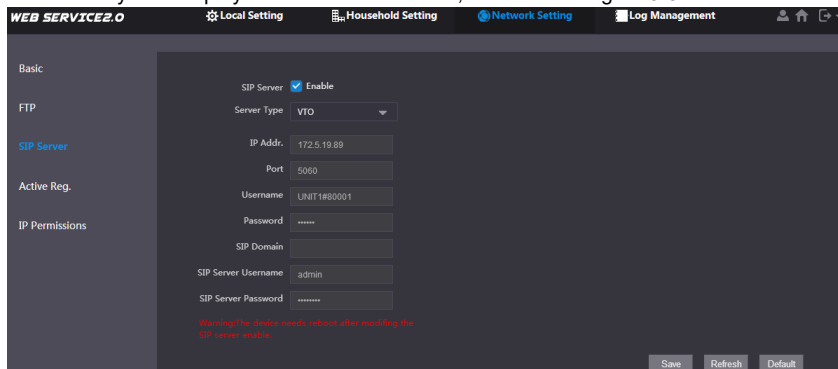 WEB SERVICE2.0 Local Setting Household Setting Network Setting Log Management
Basic
SIP Server Enable
FTP
Server Type VTO
SIP Server
IP Addr. 172.5.19.89
Port 5060
Active Reg.
Username UNIT1#80001
IP Permissions
Password ••••••
SIP Domain
SIP Server Username admin
SIP Server Password ••••••••
Warning:The device needs reboot after modifing the
SIP server enable.
Save Refresh Default